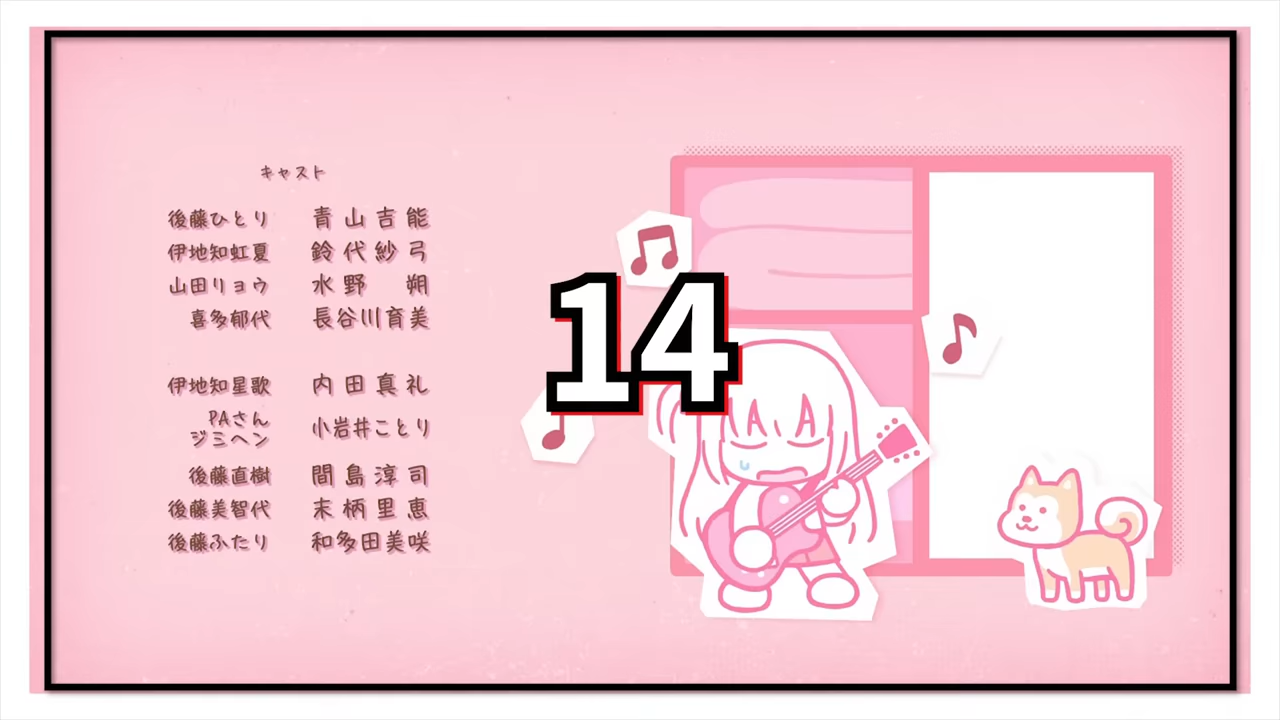 キャスト
後藤ひとり 青山吉能
伊地知虹夏 鈴代紗弓
山田リョウ 水野 朔
喜多郁代 長谷川育美
伊地知星歌 内田真礼
PAさん
ジミヘン 小岩井ことり
後藤直樹 間島淳司
後藤美智代 末柄里恵
後藤ふたり 和多田美咲
14